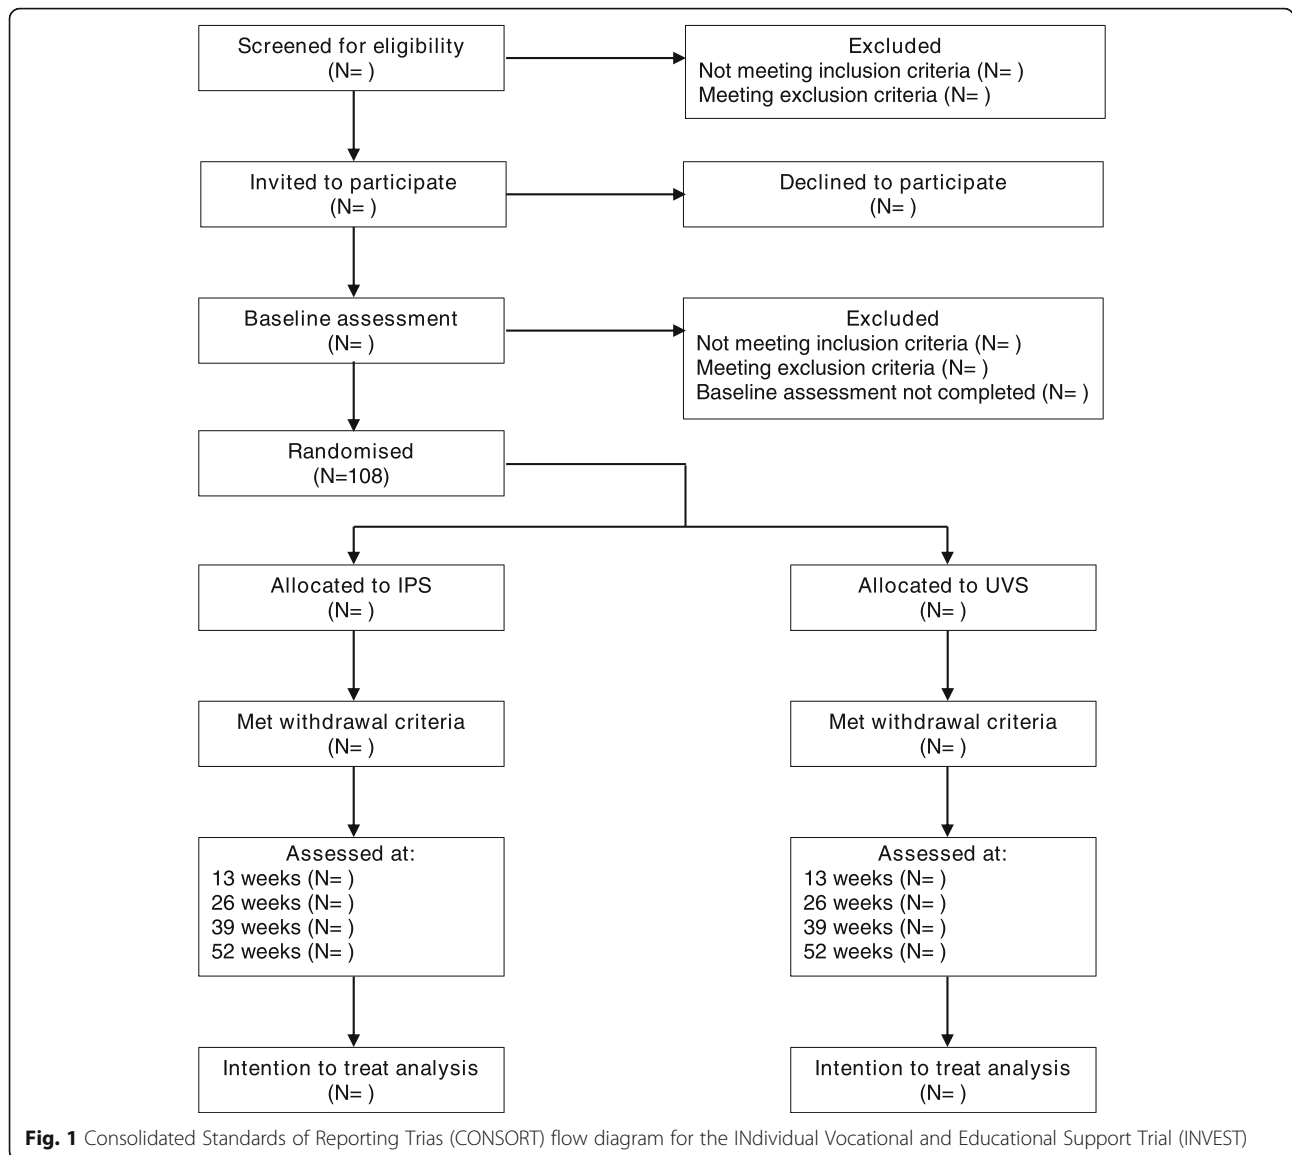 Screened for eligibility
(N= )
Excluded
Not meeting inclusion criteria (N= )
Meeting exclusion criteria (N= )
Invited to participate
(N= )
Declined to participate
(N= )
Baseline assessment
(N= )
Excluded
Not meeting inclusion criteria (N= )
Meeting exclusion criteria (N= )
Baseline assessment not completed (N= )
Randomised
(N=108)
Allocated to IPS
(N= )
Allocated to UVS
(N= )
Met withdrawal criteria
(N= )
Met withdrawal criteria
(N= )
Assessed at:
13 weeks (N= )
26 weeks (N= )
39 weeks (N= )
52 weeks (N= )
Assessed at:
13 weeks (N= )
26 weeks (N= )
39 weeks (N= )
52 weeks (N= )
Intention to treat analysis
(N= )
Intention to treat analysis
(N= )
Fig. 1 Consolidated Standards of Reporting Trias (CONSORT) flow diagram for the INdividual Vocational and Educational Support Trial (INVEST)